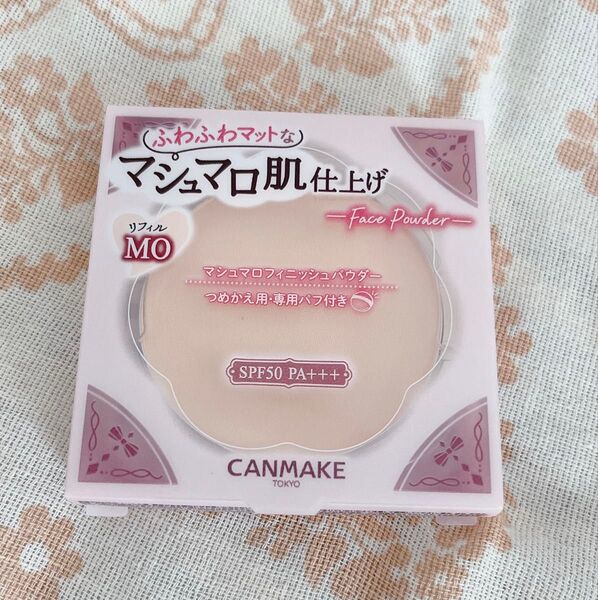 ふわふわマットな
マシュマロ肌仕上げ
Face Powder
リフィル
MO
マシュマロフィニッシュパウダー
つめかえ用・専用パフ付き
SPF50 PA+++
CANMAKE
TOKYO